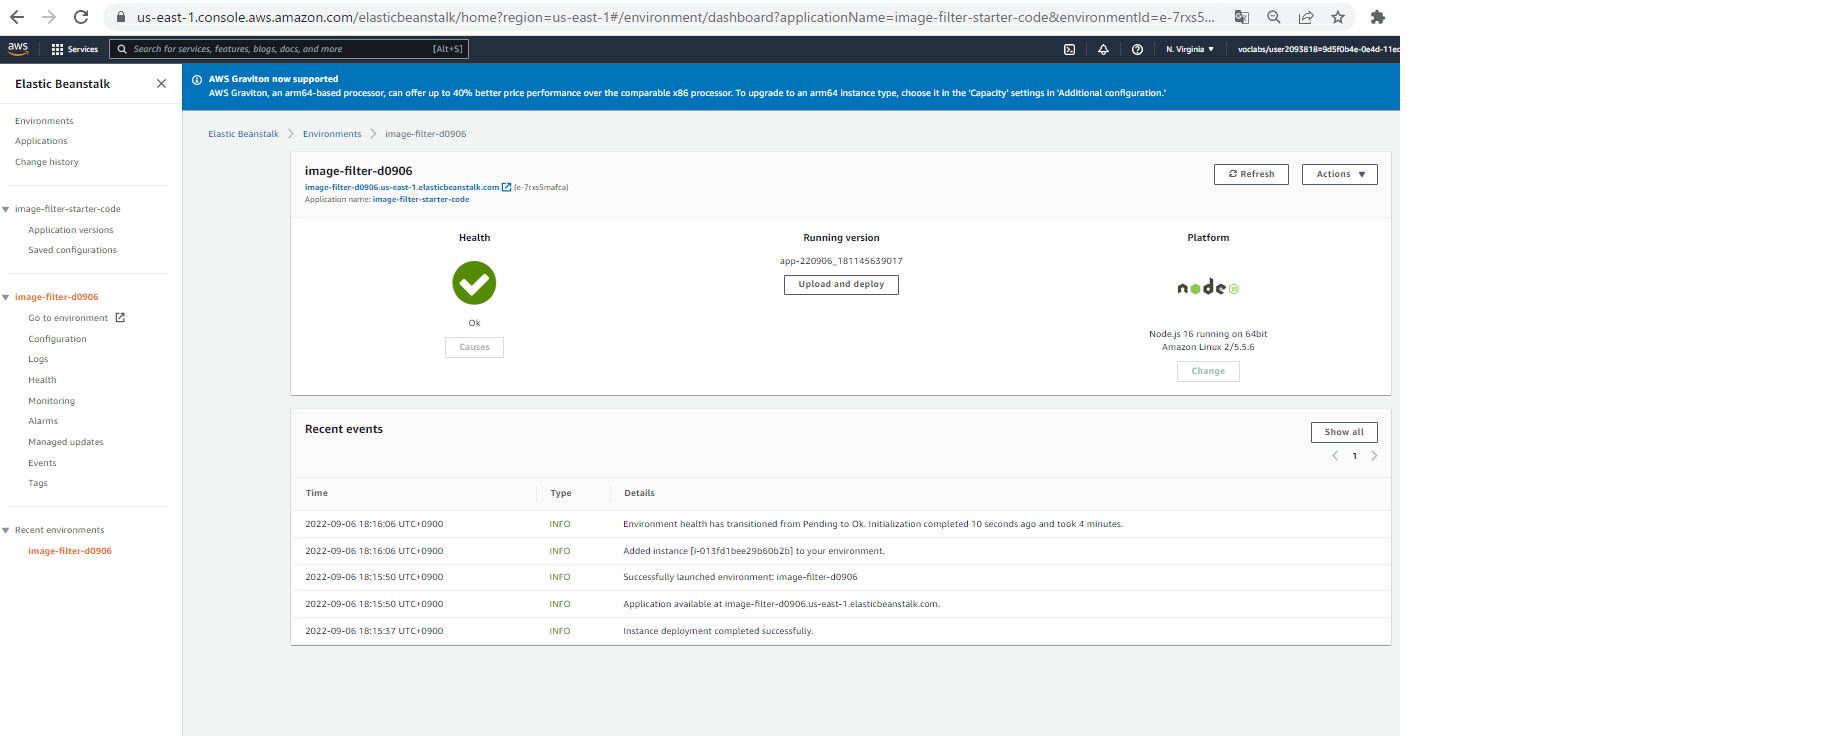 us-east-1.console.aws.amazon.com/elasticbeanstalk/home?region=us-east-1#/environment/dashboard?applicationName=image-filter-starter-code&environmentId=e-7rxs5...
aws
Services
Search for services, features, blogs, docs, and more
[Alt+S]
N. Virginia
voclabs/user2093818=9d5f0b4e-0e4d-11ec
Elastic Beanstalk
Environments
Applications
Change history
image-filter-starter-code
Application versions
Saved configurations
image-filter-d0906
Go to environment
Configuration
Logs
Health
Monitoring
Alarms
Managed updates
Events
Tags
Recent environments
image-filter-d0906
AWS Graviton now supported
AWS Graviton, an arm64-based processor, can offer up to 40% better price performance over the comparable x86 processor. To upgrade to an arm64 instance type, choose it in the 'Capacity' settings in 'Additional configuration.'
Elastic Beanstalk > Environments > image-filter-d0906
image-filter-d0906
image-filter-d0906.us-east-1.elasticbeanstalk.com (e-7rxs5mafca)
Application name: image-filter-starter-code
Refresh
Actions
Health
Ok
Causes
Running version
app-220906_181145639017
Upload and deploy
Platform
node JS
Node.js 16 running on 64bit
Amazon Linux 2/5.5.6
Change
Recent events
Show all
1
Time Type Details
2022-09-06 18:16:06 UTC+0900 INFO Environment health has transitioned from Pending to Ok. Initialization completed 10 seconds ago and took 4 minutes.
2022-09-06 18:16:06 UTC+0900 INFO Added instance [i-013fd1bee29b60b2b] to your environment.
2022-09-06 18:15:50 UTC+0900 INFO Successfully launched environment: image-filter-d0906
2022-09-06 18:15:50 UTC+0900 INFO Application available at image-filter-d0906.us-east-1.elasticbeanstalk.com.
2022-09-06 18:15:37 UTC+0900 INFO Instance deployment completed successfully.